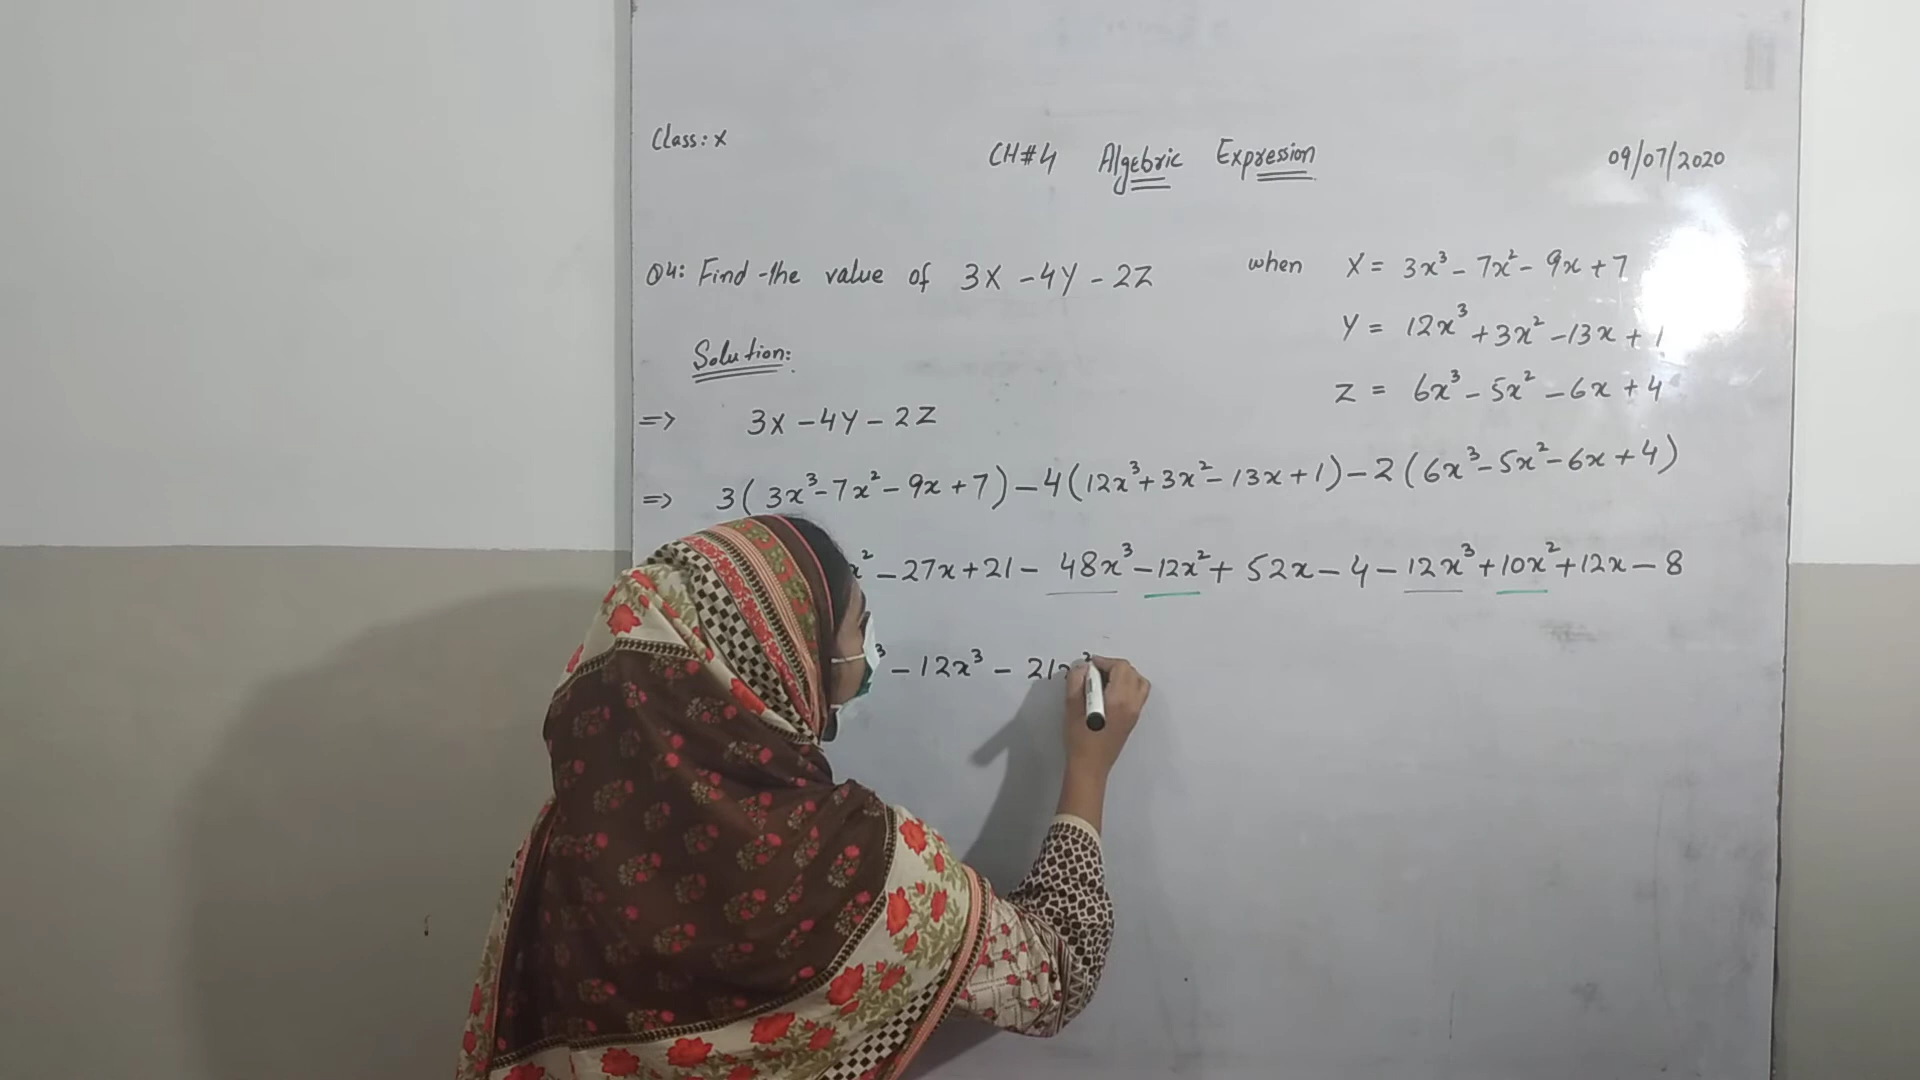 Class: X
CH#4 Algebric Expression
09/07/2020
Q4: Find the value of 3X - 4Y - 2Z when X = 3x³ - 7x² - 9x + 7
Y = 12x³ + 3x² - 13x + 1
Solution:
Z = 6x³ - 5x² - 6x + 4
=> 3X - 4Y - 2Z
=> 3(3x³ - 7x² - 9x + 7) - 4(12x³ + 3x² - 13x + 1) - 2(6x³ - 5x² - 6x + 4)
x² - 27x + 21 - 48x³ - 12x² + 52x - 4 - 12x³ + 10x² + 12x - 8
³ - 12x³ - 21x²